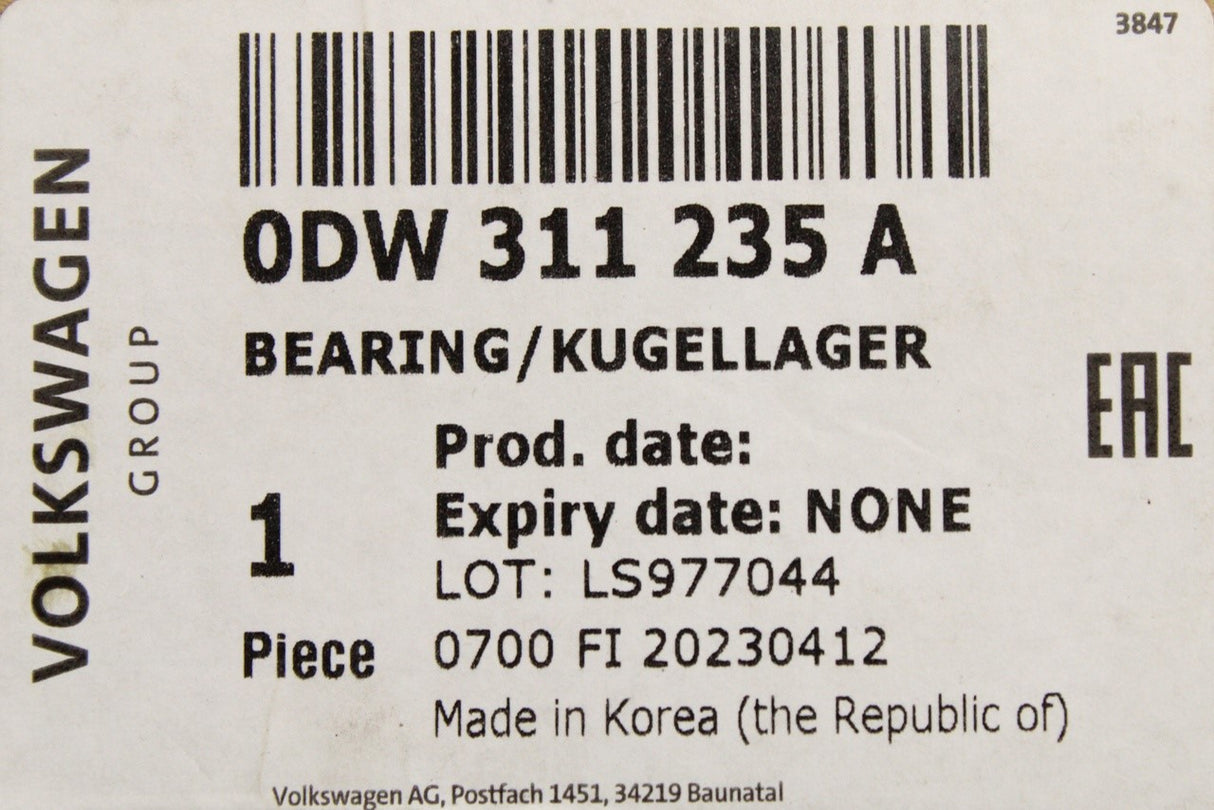 3847
0DW 311 235 A
BEARING/KUGELLAGER
Prod. date:
Expiry date: NONE
LOT: LS977044
1
Piece
0700 FI 20230412
Made in Korea (the Republic of)
Volkswagen AG, Postfach 1451, 34219 Baunatal
VOLKSWAGEN
GROUP
EAC